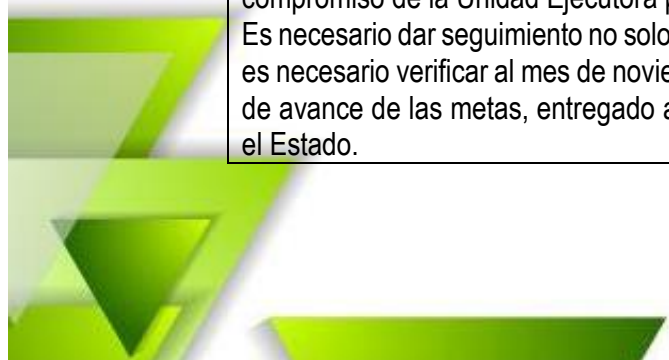 compromiso de la Unidad Ejecutora
Es necesario dar seguimiento no solo
es necesario verificar al mes de
de avance de las metas, entregado
el Estado.